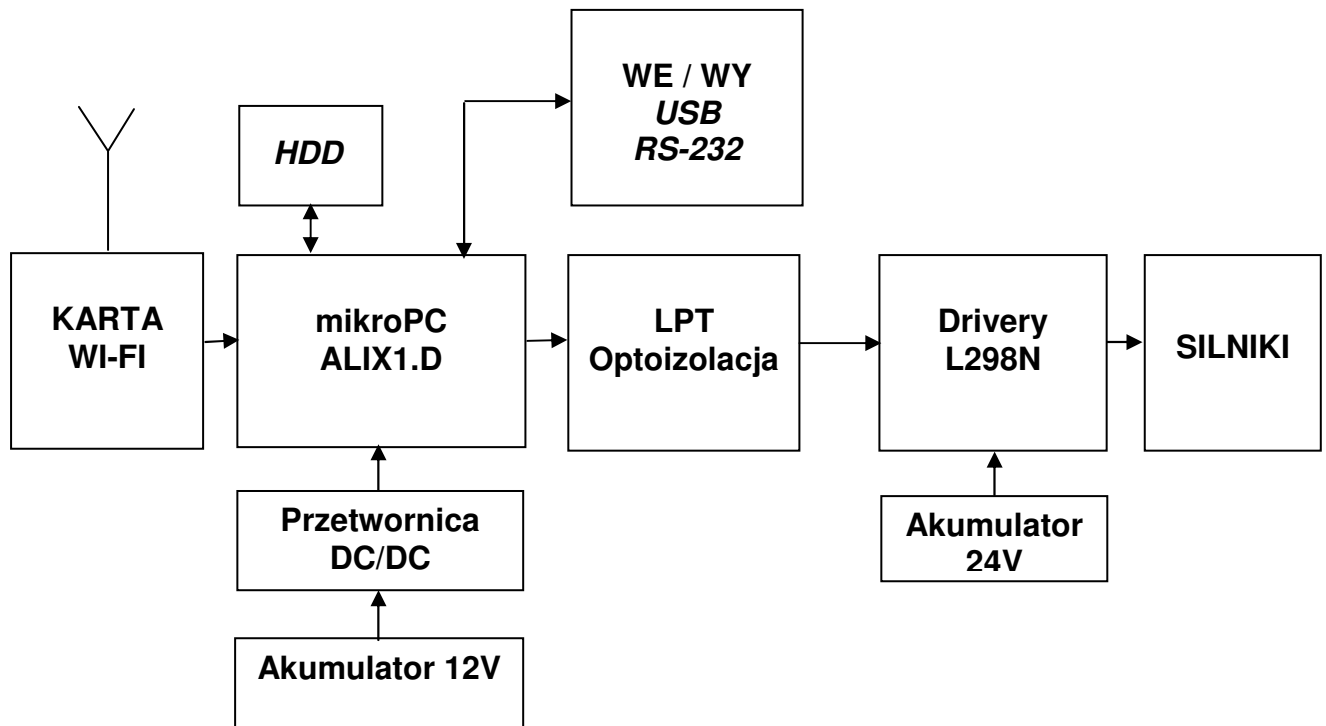 WE / WY
USB
RS-232
HDD
KARTA
WI-FI
mikroPC
ALIX1.D
LPT
Optoizolacja
Drivery
L298N
SILNIKI
Przetwornica
DC/DC
Akumulator
24V
Akumulator 12V